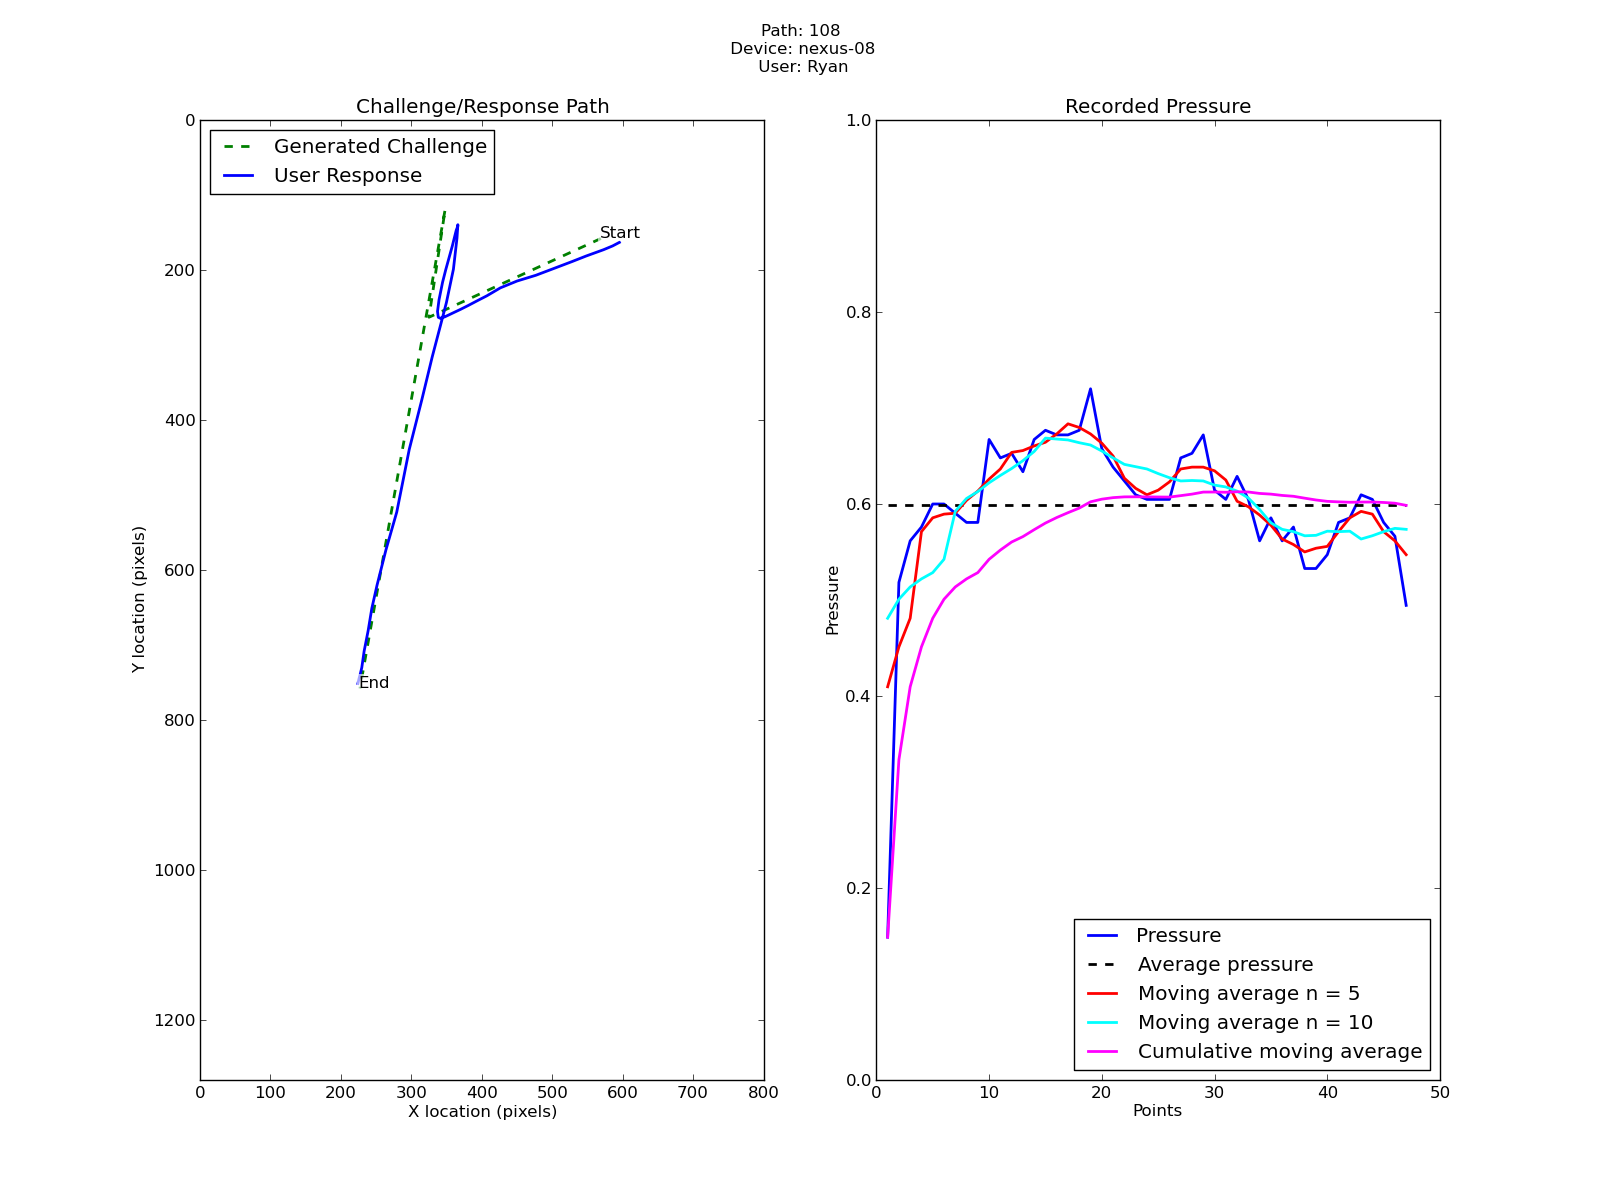 Path: 108
Device: nexus-08
User: Ryan
Challenge/Response Path
Generated Challenge
User Response
Start
End
0
200
400
600
800
1000
1200
Y location (pixels)
0 100 200 300 400 500 600 700 800
X location (pixels)
Recorded Pressure
1.0
0.8
0.6
0.4
0.2
0.0
Pressure
Pressure
Average pressure
Moving average n = 5
Moving average n = 10
Cumulative moving average
0 10 20 30 40 50
Points